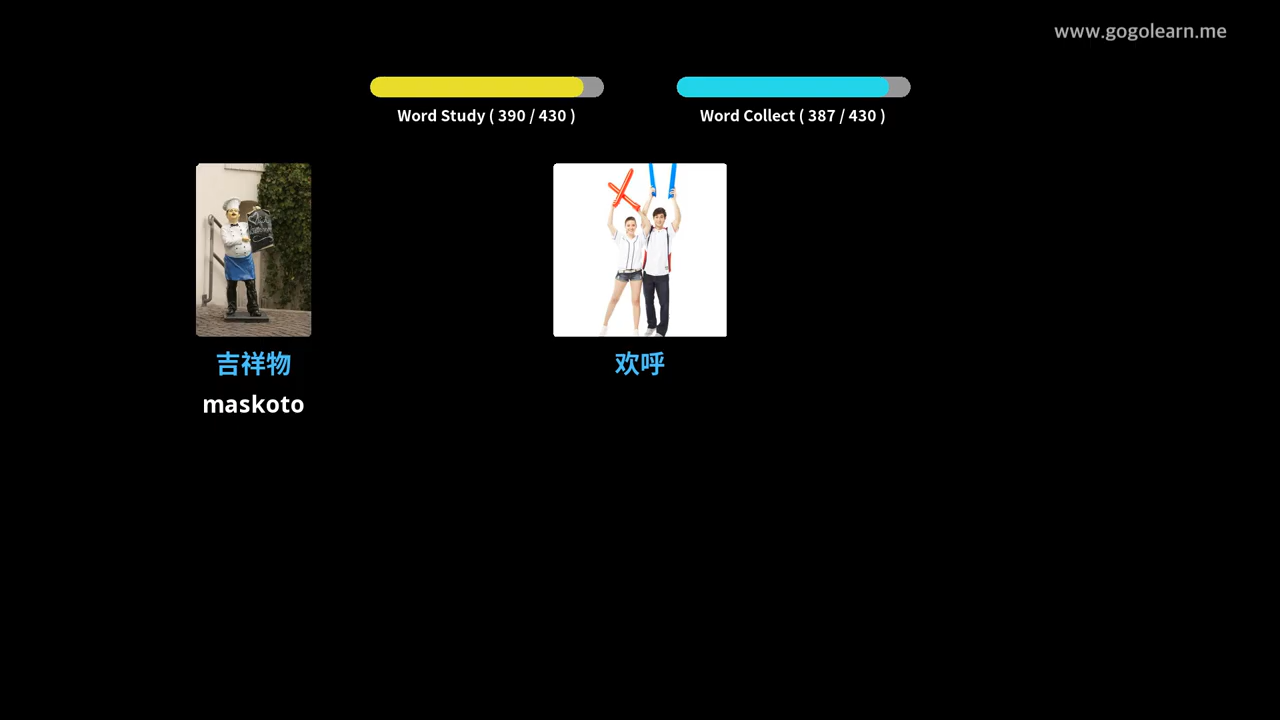 www.gogolearn.me
Word Study ( 390 / 430 )
Word Collect ( 387 / 430 )
吉祥物
欢呼
maskoto